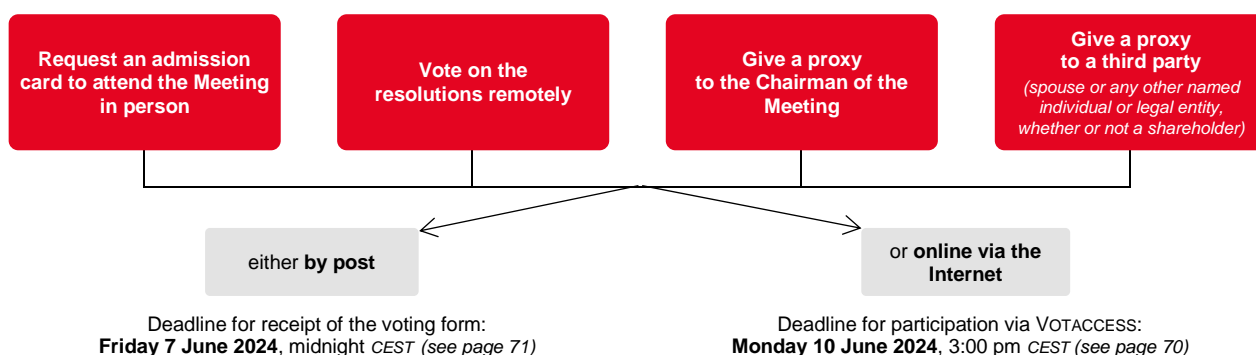 Request an admission
card to attend the Meeting
in person
Vote on the
resolutions remotely
Give a proxy
to the Chairman of the
Meeting
Give a proxy
to a third party
(spouse or any other named
individual or legal entity,
whether or not a shareholder)
either by post
or online via the
Internet
Deadline for receipt of the voting form:
Friday 7 June 2024, midnight CEST (see page 71)
Deadline for participation via VOTACCESS:
Monday 10 June 2024, 3:00 pm CEST (see page 70)